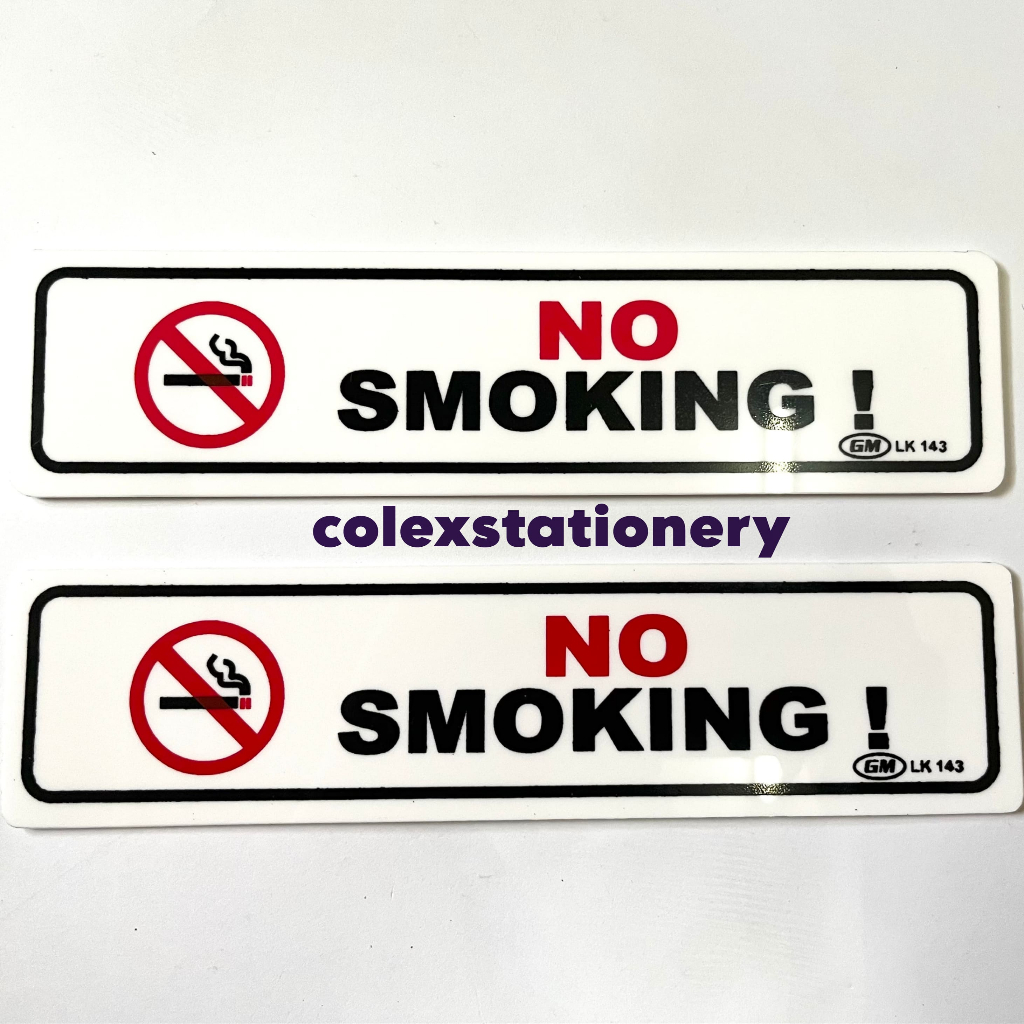 NO
SMOKING !
GM LK 143
colexstationery
NO
SMOKING !
GM LK 143